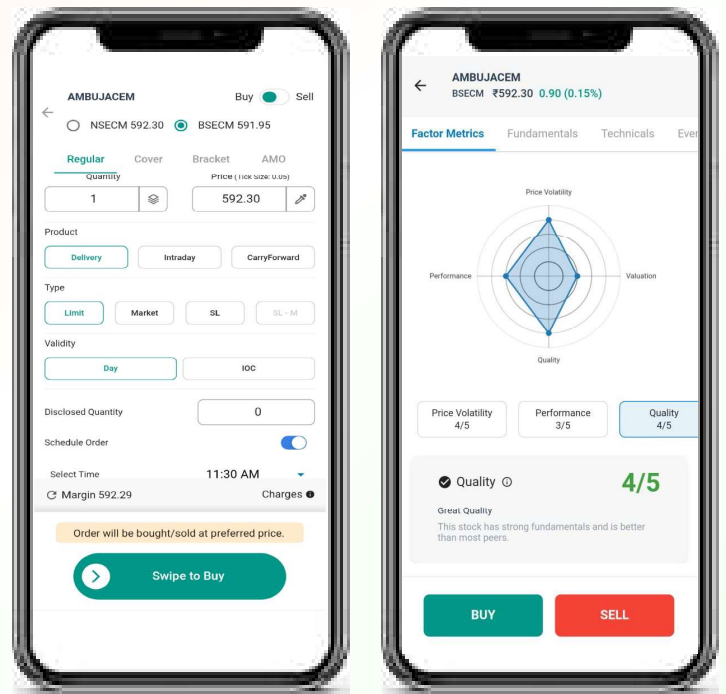 AMBUJACEM Buy Sell
NSECM 592.30 BSECM 591.95
Regular Cover Bracket AMO
Quantity Price (Tick Size: 0.05)
1 592.30
Product
Delivery Intraday CarryForward
Type
Limit Market SL SL - M
Validity
Day IOC
Disclosed Quantity 0
Schedule Order
Select Time 11:30 AM
Margin 592.29 Charges
Order will be bought/sold at preferred price.
Swipe to Buy
AMBUJACEM
BSECM ₹592.30 0.90 (0.15%)
Factor Metrics Fundamentals Technicals Ever
Price Volatility
Performance Valuation
Quality
Price Volatility Performance Quality
4/5 3/5 4/5
Quality 4/5
Great Quality
This stock has strong fundamentals and is better
than most peers.
BUY SELL